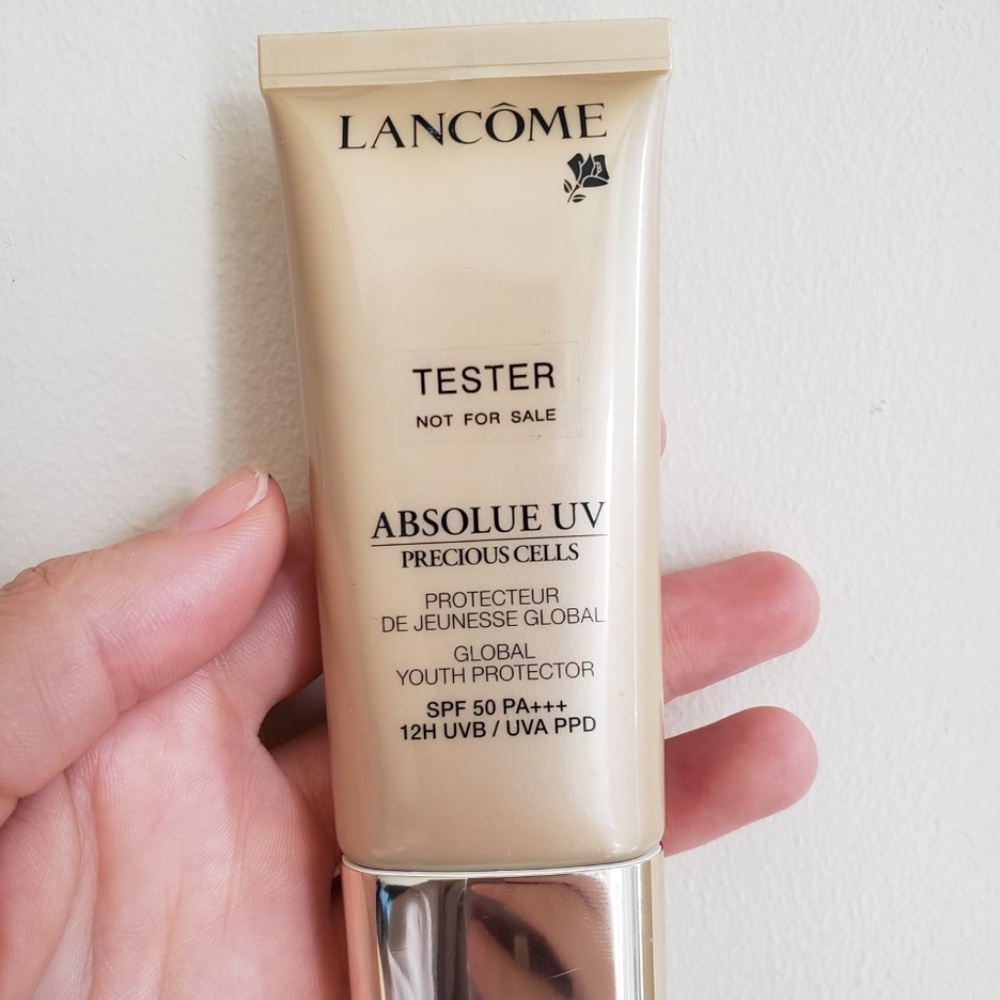 LANCÔME
TESTER
NOT FOR SALE
ABSOLUE UV
PRECIOUS CELLS
PROTECTEUR
DE JEUNESSE GLOBAL
GLOBAL
YOUTH PROTECTOR
SPF 50 PA+++
12H UVB / UVA PPD